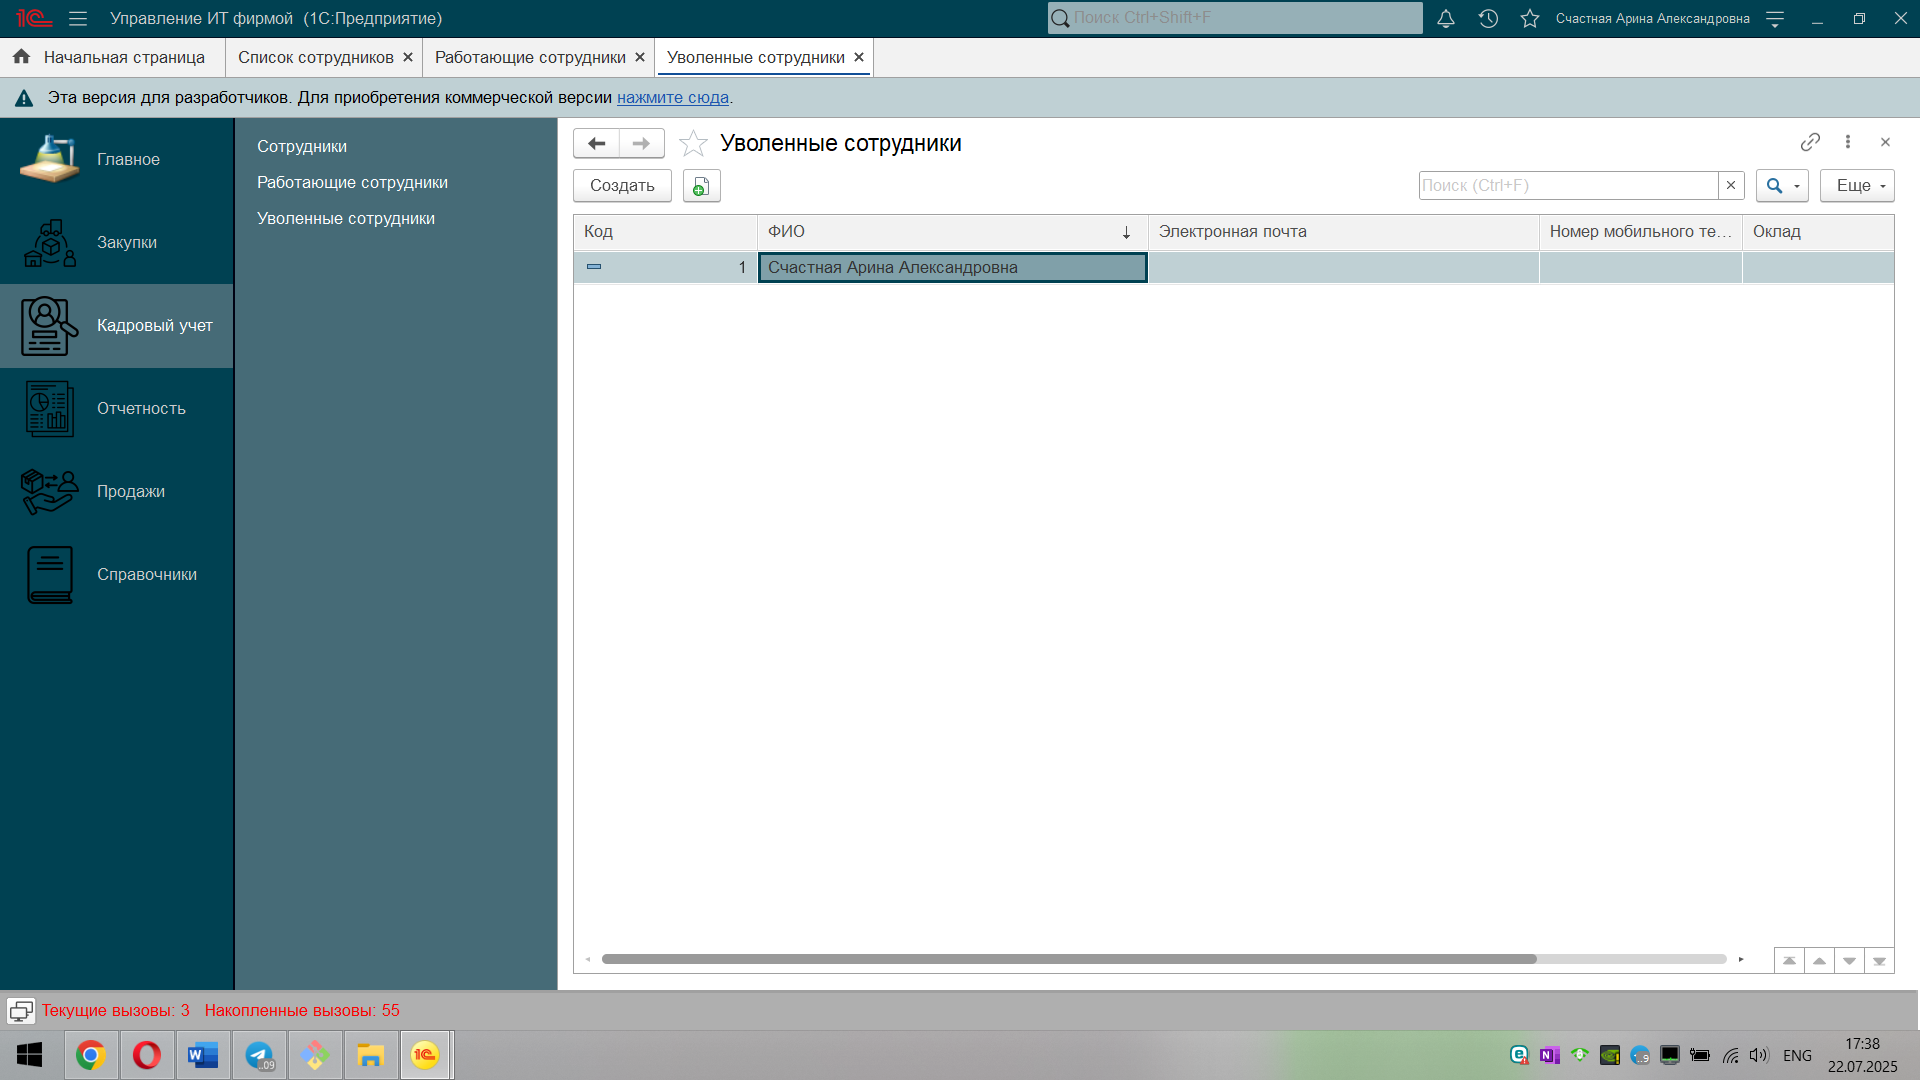 Управление ИТ фирмой (1С:Предприятие)
Поиск Ctrl+Shift+F
Счастная Арина Александровна
Начальная страница
Список сотрудников
Работающие сотрудники
Уволенные сотрудники
Эта версия для разработчиков. Для приобретения коммерческой версии нажмите сюда.
Главное
Закупки
Кадровый учет
Отчетность
Продажи
Справочники
Сотрудники
Работающие сотрудники
Уволенные сотрудники
Уволенные сотрудники
Создать
Поиск (Ctrl+F)
Еще
Код ФИО Электронная почта Номер мобильного те... Оклад
1 Счастная Арина Александровна
Текущие вызовы: 3 Накопленные вызовы: 55
ENG
17:38
22.07.2025